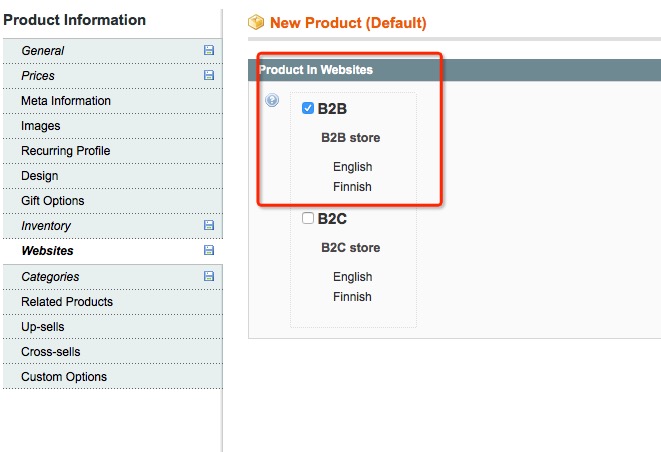 Product Information
General
Prices
Meta Information
Images
Recurring Profile
Design
Gift Options
Inventory
Websites
Categories
Related Products
Up-sells
Cross-sells
Custom Options
New Product (Default)
Product In Websites
B2B
B2B store
English
Finnish
B2C
B2C store
English
Finnish